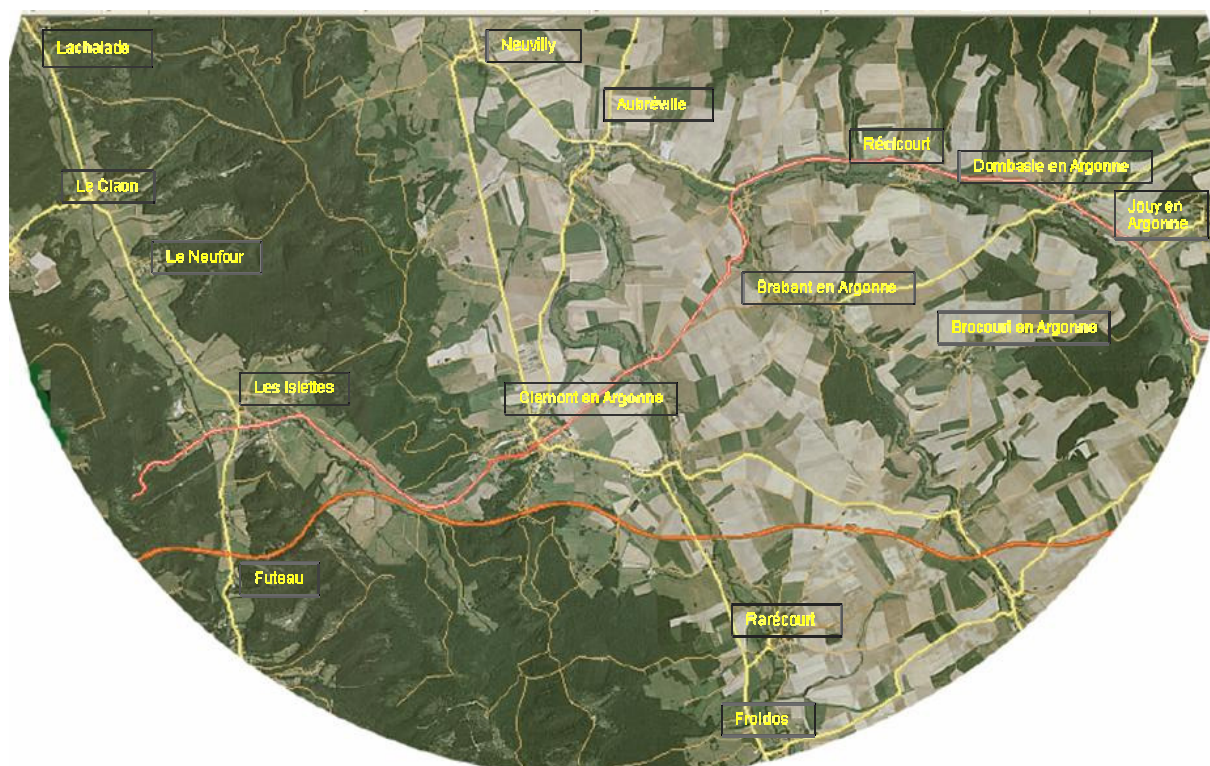 Lachalade
Neuvilly
Aubréville
Récicourt
Dombasle en Argonne
Le Claon
Jouy en
Argonne
Le Neufour
Brabant en Argonne
Brocourt en Argonne
Les Islettes
Clemont en Argonne
Futeau
Rarécourt
Froidos